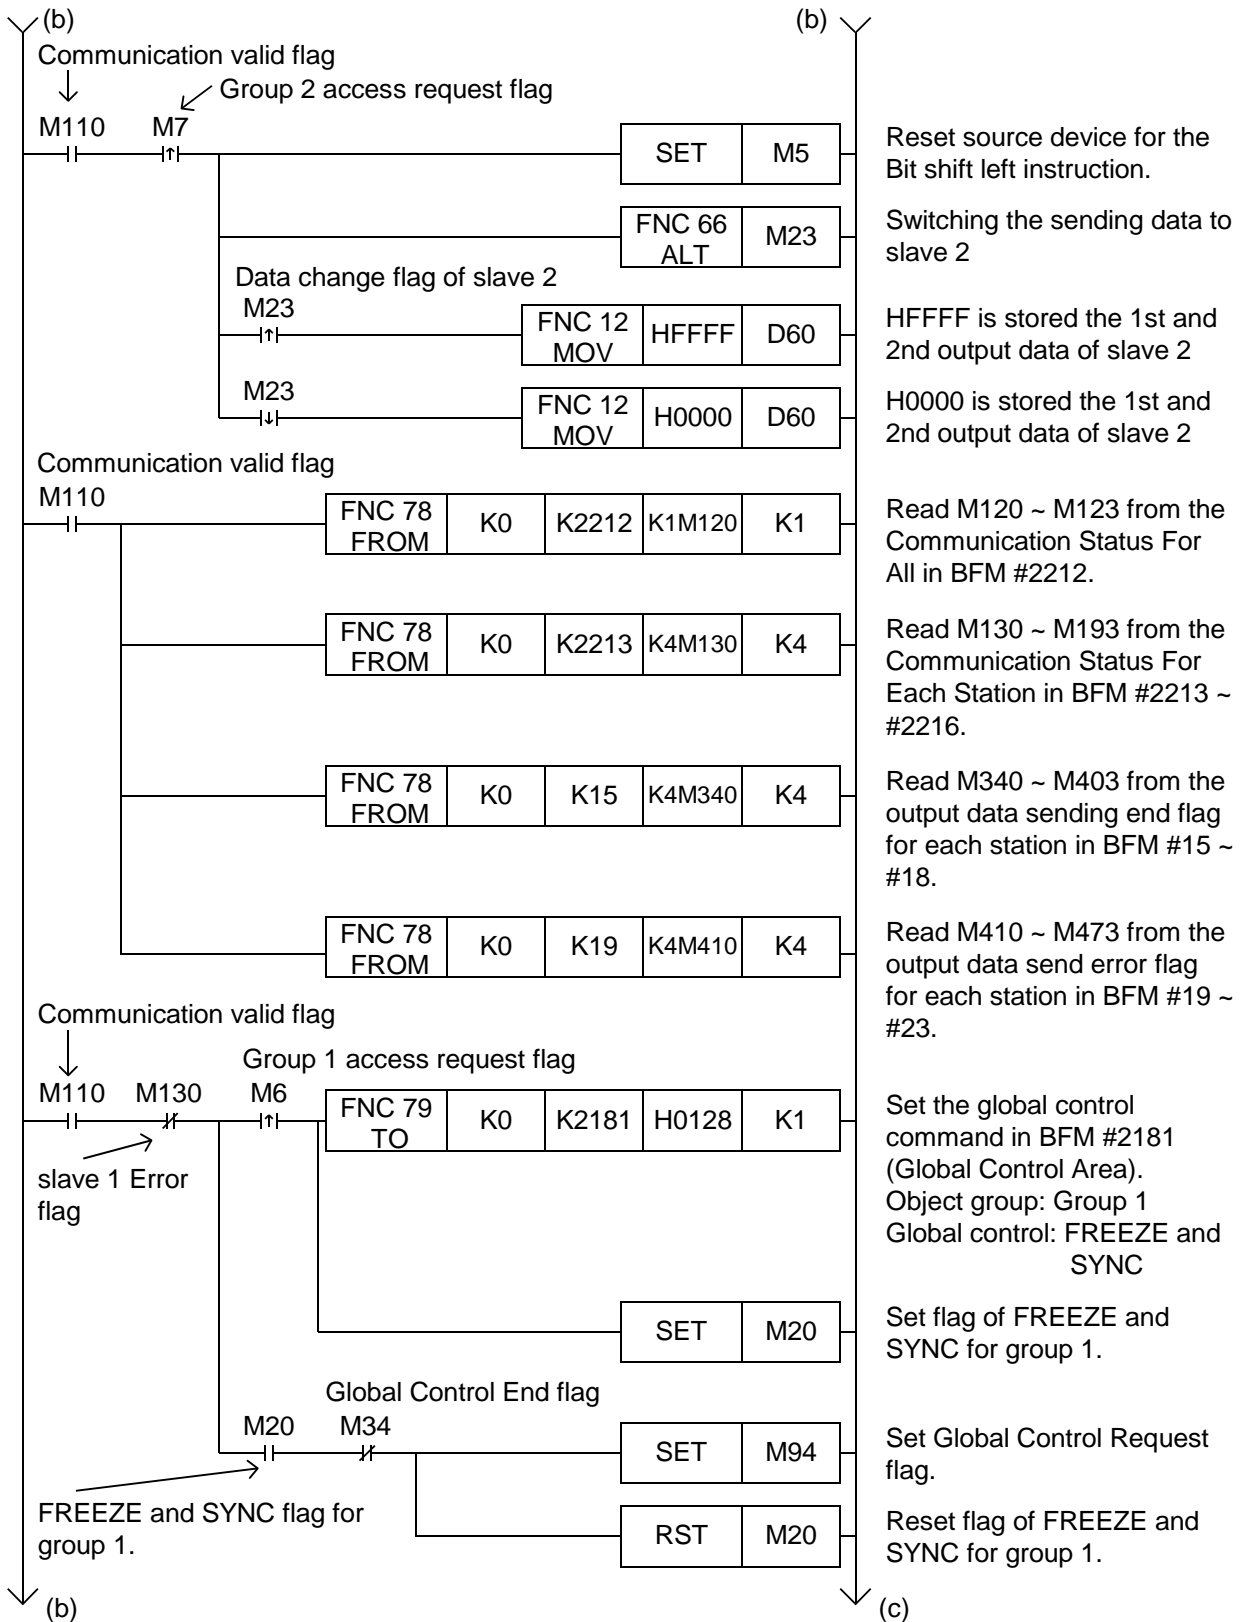 (b)
(b)
Communication valid flag
Group 2 access request flag
M110
M7
SET
M5
Reset source device for the
Bit shift left instruction.
FNC 66
ALT
M23
Switching the sending data to
slave 2
Data change flag of slave 2
M23
FNC 12
MOV
HFFFF
D60
HFFFF is stored the 1st and
2nd output data of slave 2
M23
FNC 12
MOV
H0000
D60
H0000 is stored the 1st and
2nd output data of slave 2
Communication valid flag
M110
FNC 78
FROM
K0
K2212
K1M120
K1
Read M120 ~ M123 from the
Communication Status For
All in BFM #2212.
FNC 78
FROM
K0
K2213
K4M130
K4
Read M130 ~ M193 from the
Communication Status For
Each Station in BFM #2213 ~
#2216.
FNC 78
FROM
K0
K15
K4M340
K4
Read M340 ~ M403 from the
output data sending end flag
for each station in BFM #15 ~
#18.
FNC 78
FROM
K0
K19
K4M410
K4
Read M410 ~ M473 from the
output data send error flag
for each station in BFM #19 ~
#23.
Communication valid flag
Group 1 access request flag
M110
M130
M6
FNC 79
TO
K0
K2181
H0128
K1
Set the global control
command in BFM #2181
(Global Control Area).
Object group: Group 1
Global control: FREEZE and
SYNC
slave 1 Error
flag
SET
M20
Set flag of FREEZE and
SYNC for group 1.
Global Control End flag
M20
M34
SET
M94
Set Global Control Request
flag.
FREEZE and SYNC flag for
group 1.
RST
M20
Reset flag of FREEZE and
SYNC for group 1.
(b)
(c)